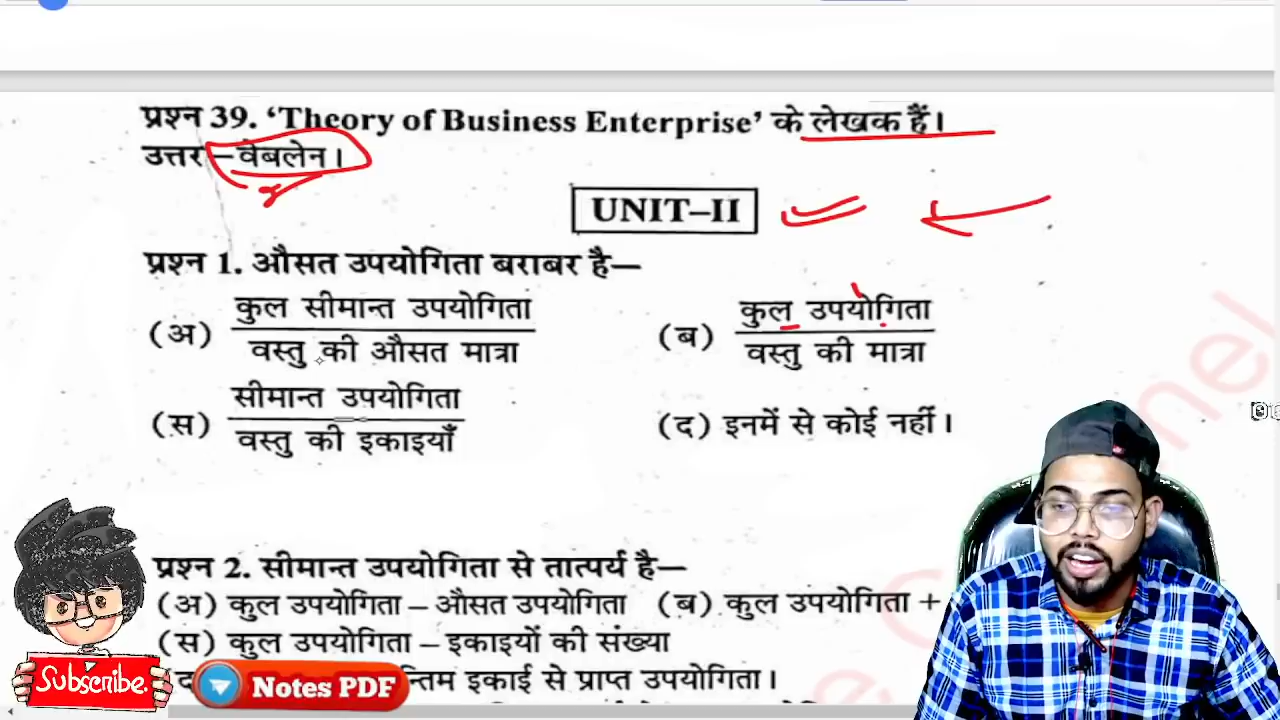 प्रश्न 39. ‘Theory of Business Enterprise’ के लेखक हैं।
उत्तर–वेबलेन।
UNIT–II
प्रश्न 1. औसत उपयोगिता बराबर है—
(अ) कुल सीमान्त उपयोगिता
वस्तु की औसत मात्रा
(ब) कुल उपयोगिता
वस्तु की मात्रा
(स) सीमान्त उपयोगिता
वस्तु की इकाइयाँ
(द) इनमें से कोई नहीं।
प्रश्न 2. सीमान्त उपयोगिता से तात्पर्य है—
(अ) कुल उपयोगिता – औसत उपयोगिता (ब) कुल उपयोगिता +
(स) कुल उपयोगिता – इकाइयों की संख्या
इकाई से प्राप्त उपयोगिता।
Subscribe.
Notes PDF